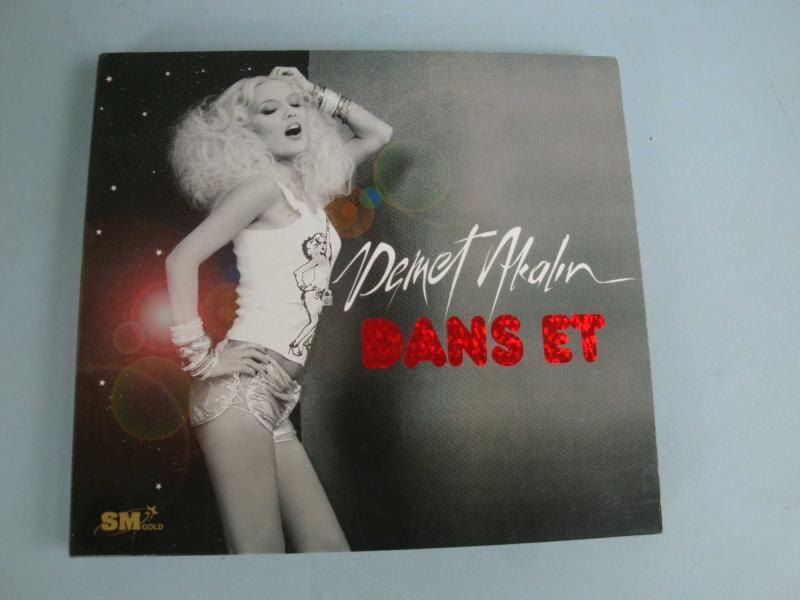 Demet Akalın
DANS ET
SM GOLD